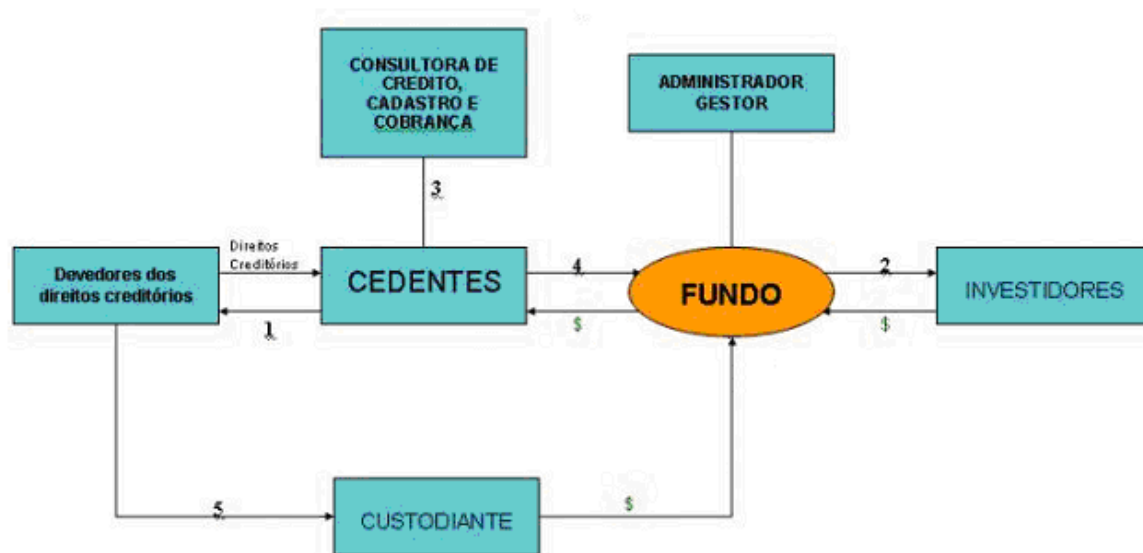 CONSULTORA DE
CREDITO,
CADASTRO E
COBRANÇA
ADMINISTRADOR
GESTOR
3
Devedores dos
direitos creditórios
Direitos
Creditórios
1
CEDENTES
4
$
FUNDO
2
$
INVESTIDORES
5
CUSTODIANTE
$